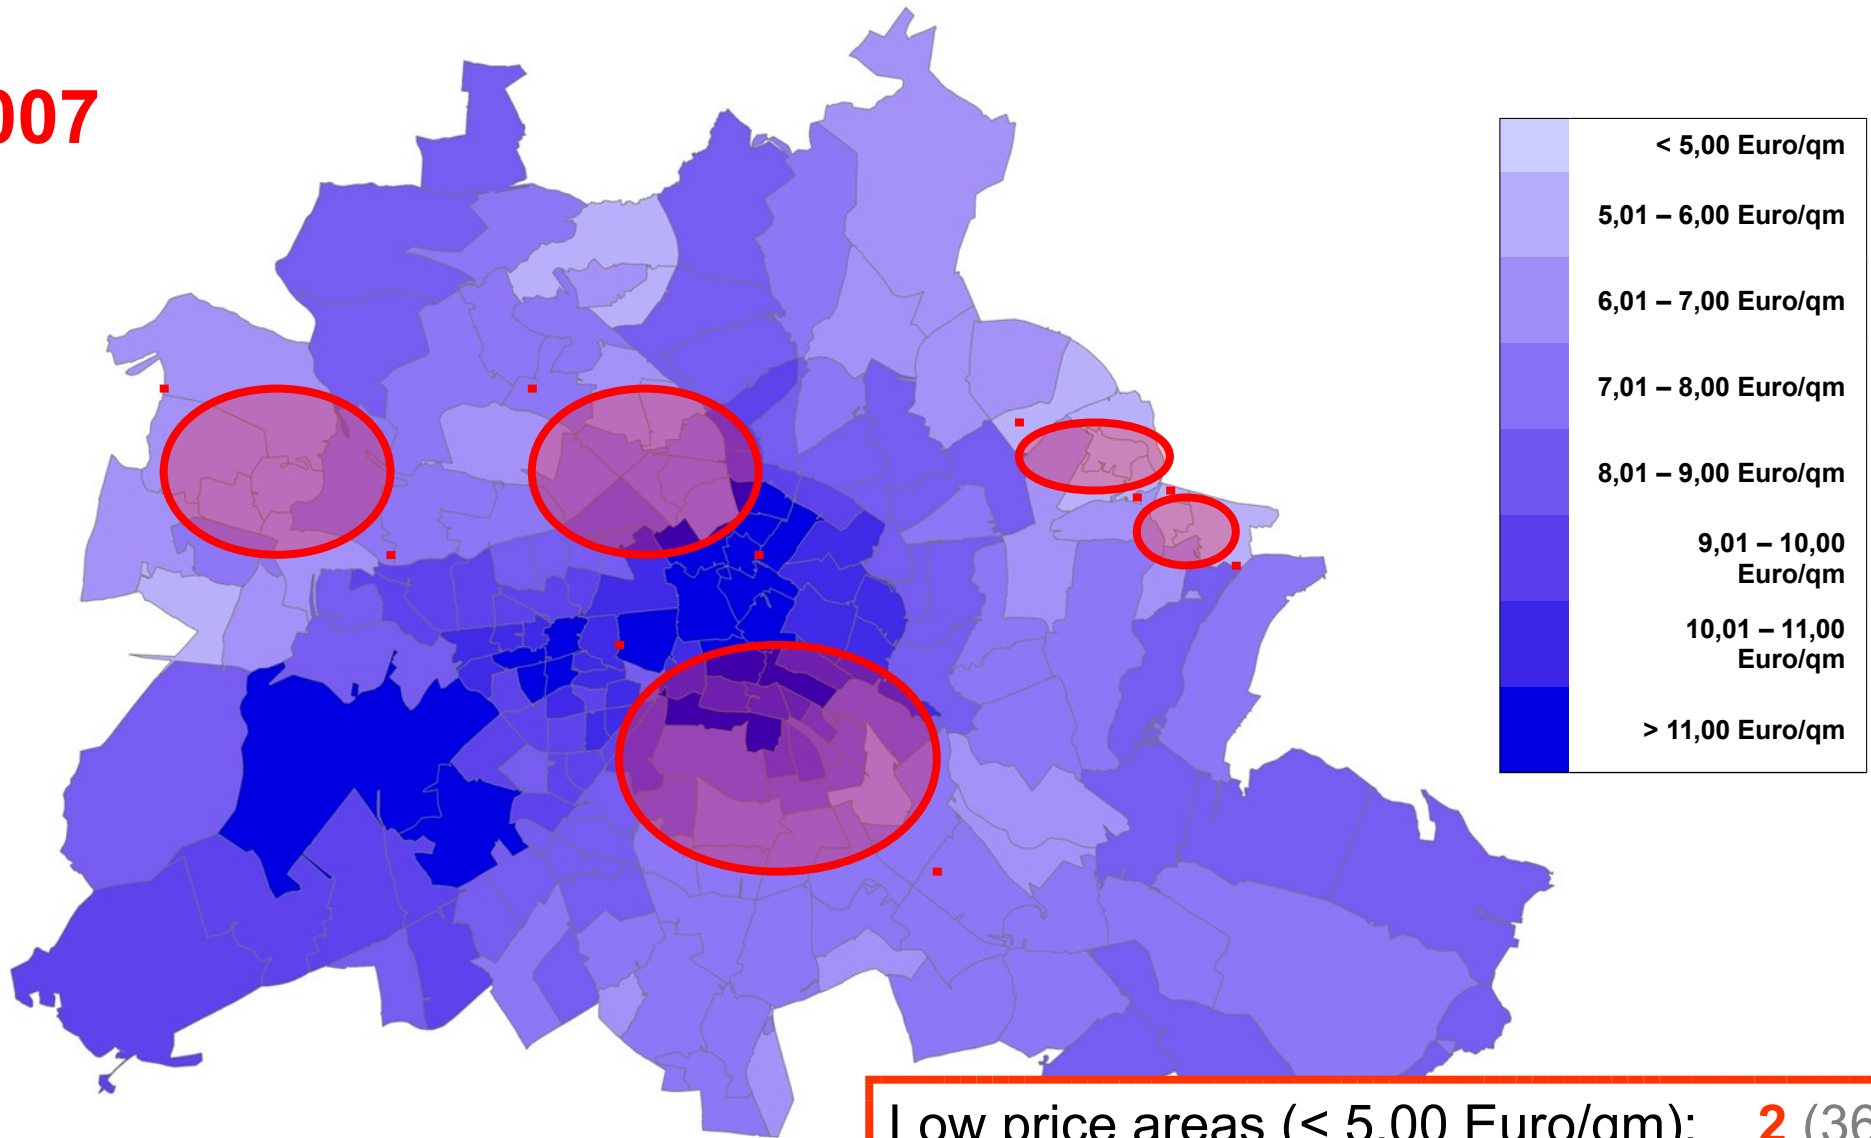 007
< 5,00 Euro/qm
5,01 – 6,00 Euro/qm
6,01 – 7,00 Euro/qm
7,01 – 8,00 Euro/qm
8,01 – 9,00 Euro/qm
9,01 – 10,00
Euro/qm
10,01 – 11,00
Euro/qm
> 11,00 Euro/qm
Low price areas (< 5,00 Euro/qm): 2 (36